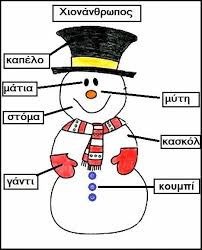 Χιονάνθρωπος
καπέλο
μάτια
μύτη
στόμα
κασκόλ
γάντι
κουμπί